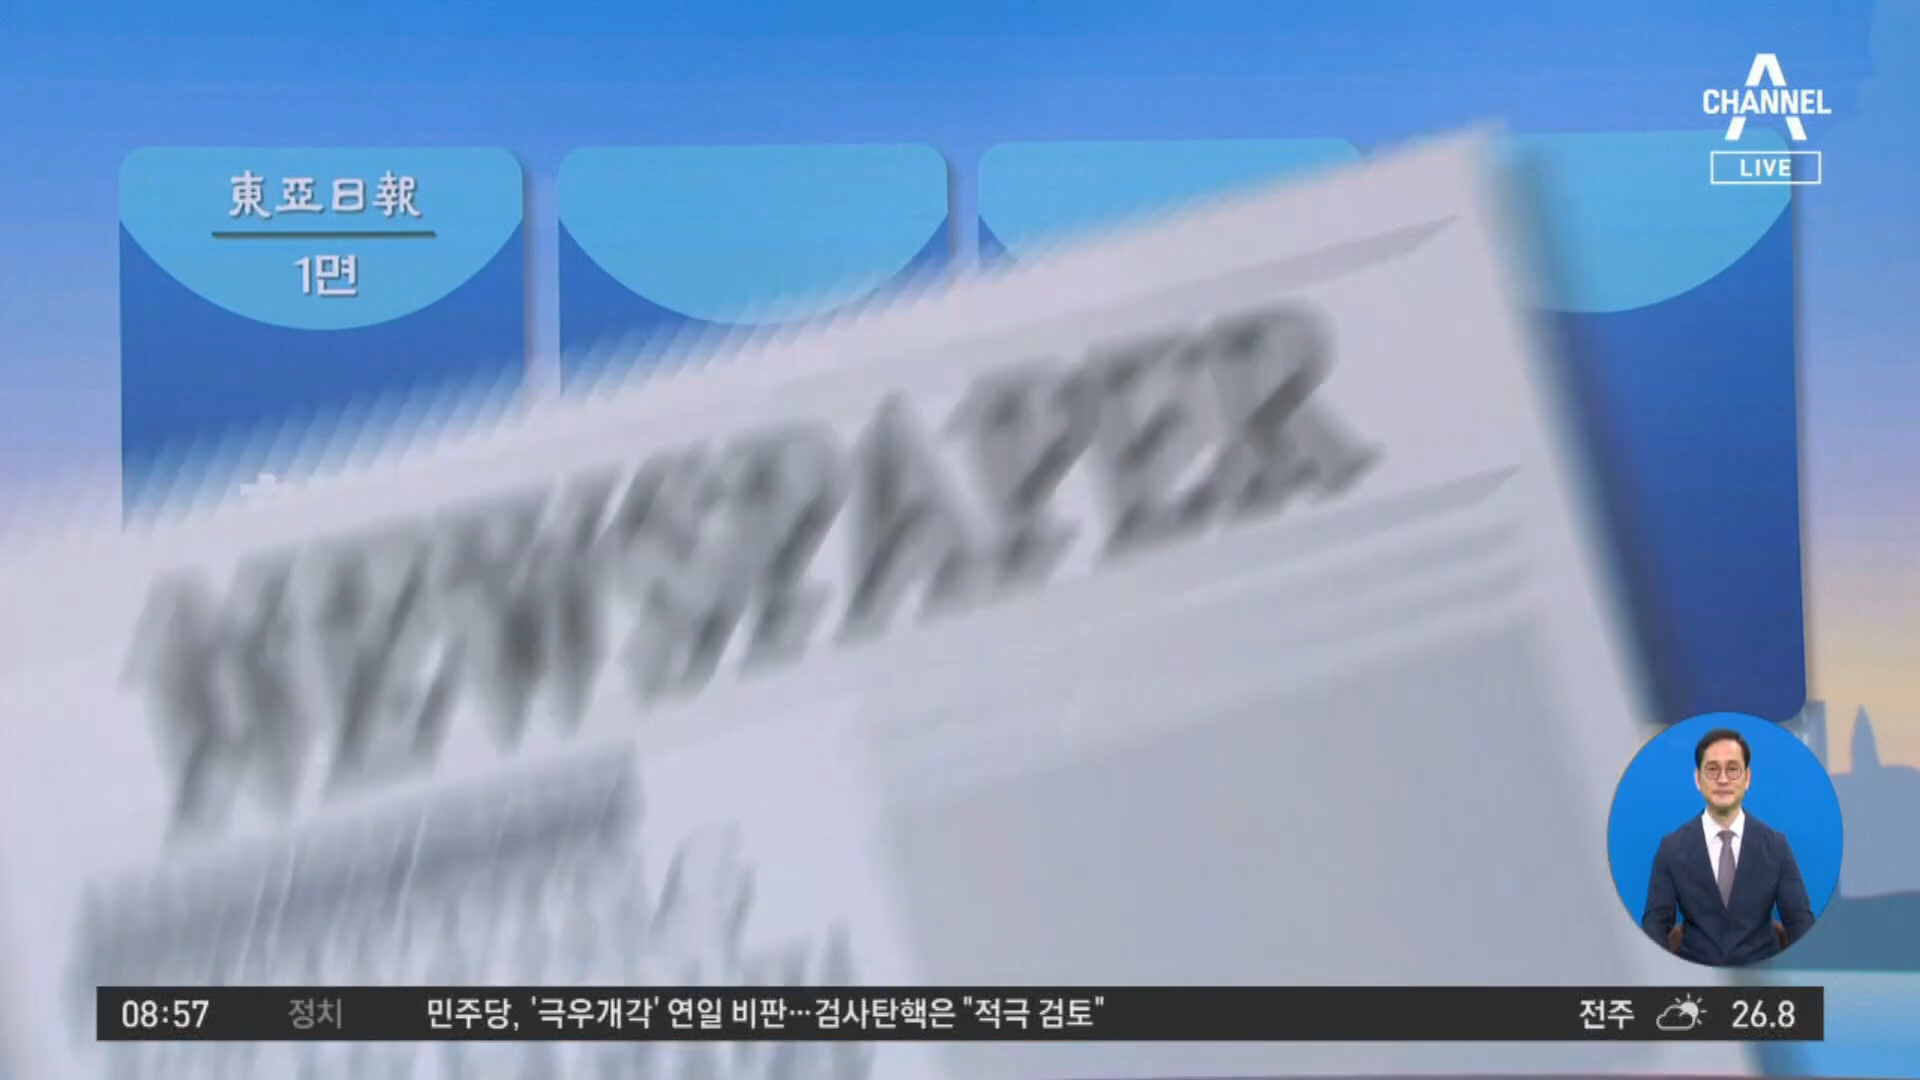 東亞日報
1면
CHANNEL A
LIVE
NEWSPAPER
08:57 정치 민주당, '극우개각' 연일 비판…검사탄핵은 "적극 검토" 전주 26.8